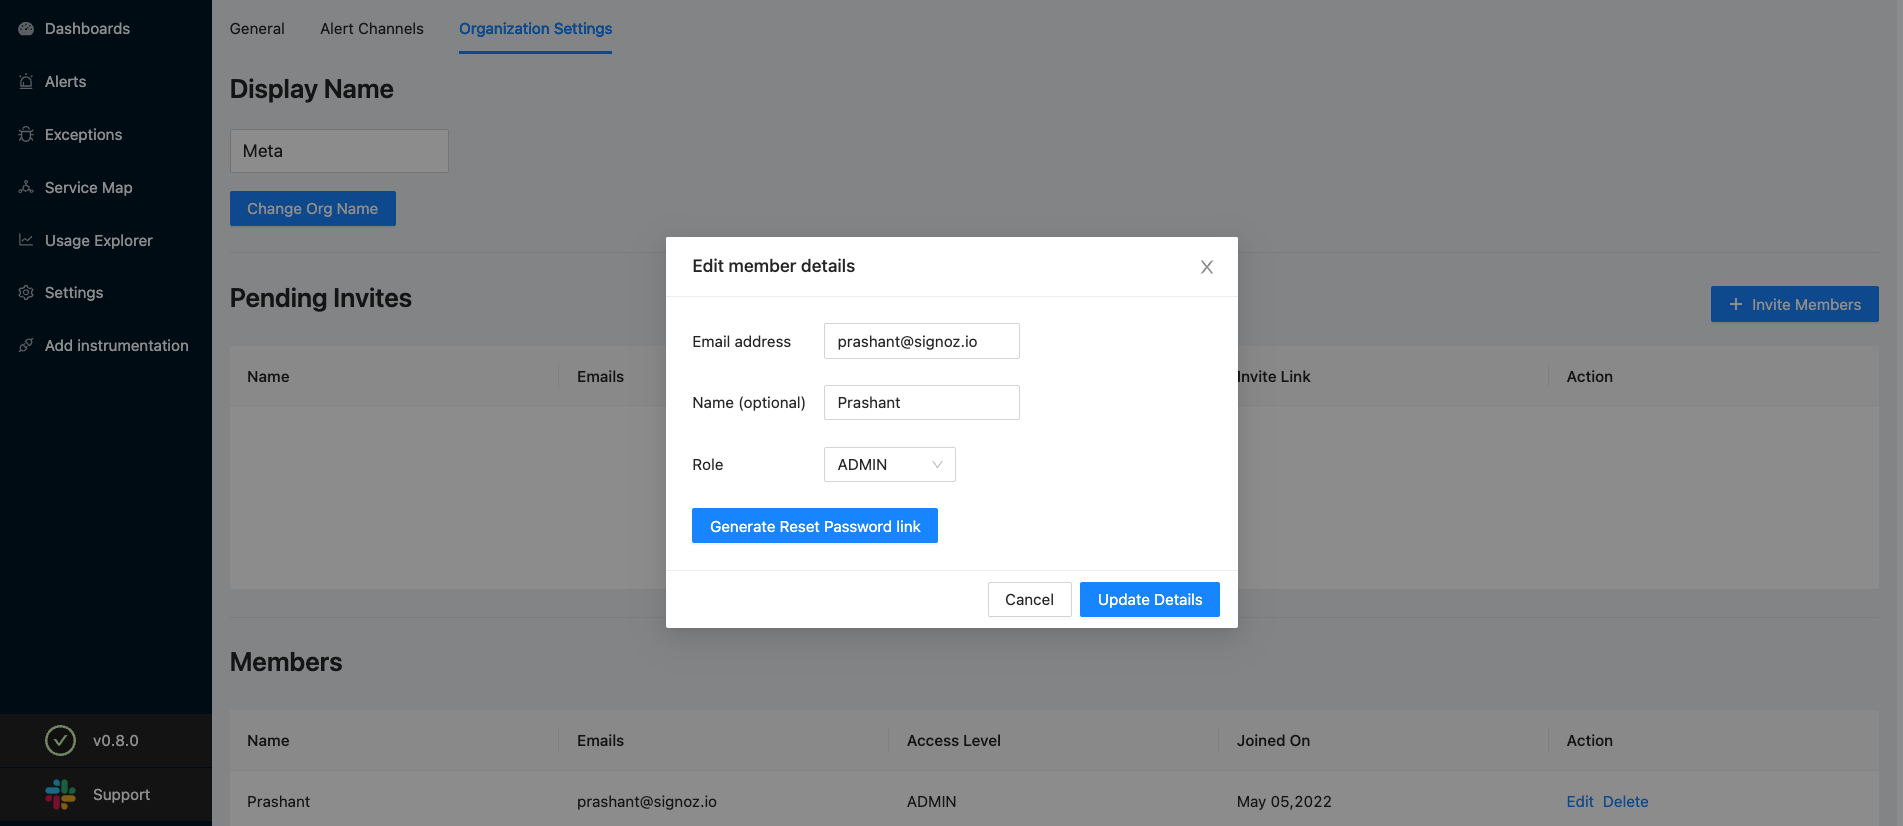 Dashboards
Alerts
Exceptions
Service Map
Usage Explorer
Settings
Add instrumentation
v0.8.0
Support
General Alert Channels Organization Settings
Display Name
Meta
Change Org Name
Pending Invites
Invite Members
Name Emails Invite Link Action
Edit member details
Email address prashant@signoz.io
Name (optional) Prashant
Role ADMIN
Generate Reset Password link
Cancel Update Details
Members
Name Emails Access Level Joined On Action
Prashant prashant@signoz.io ADMIN May 05,2022 Edit Delete